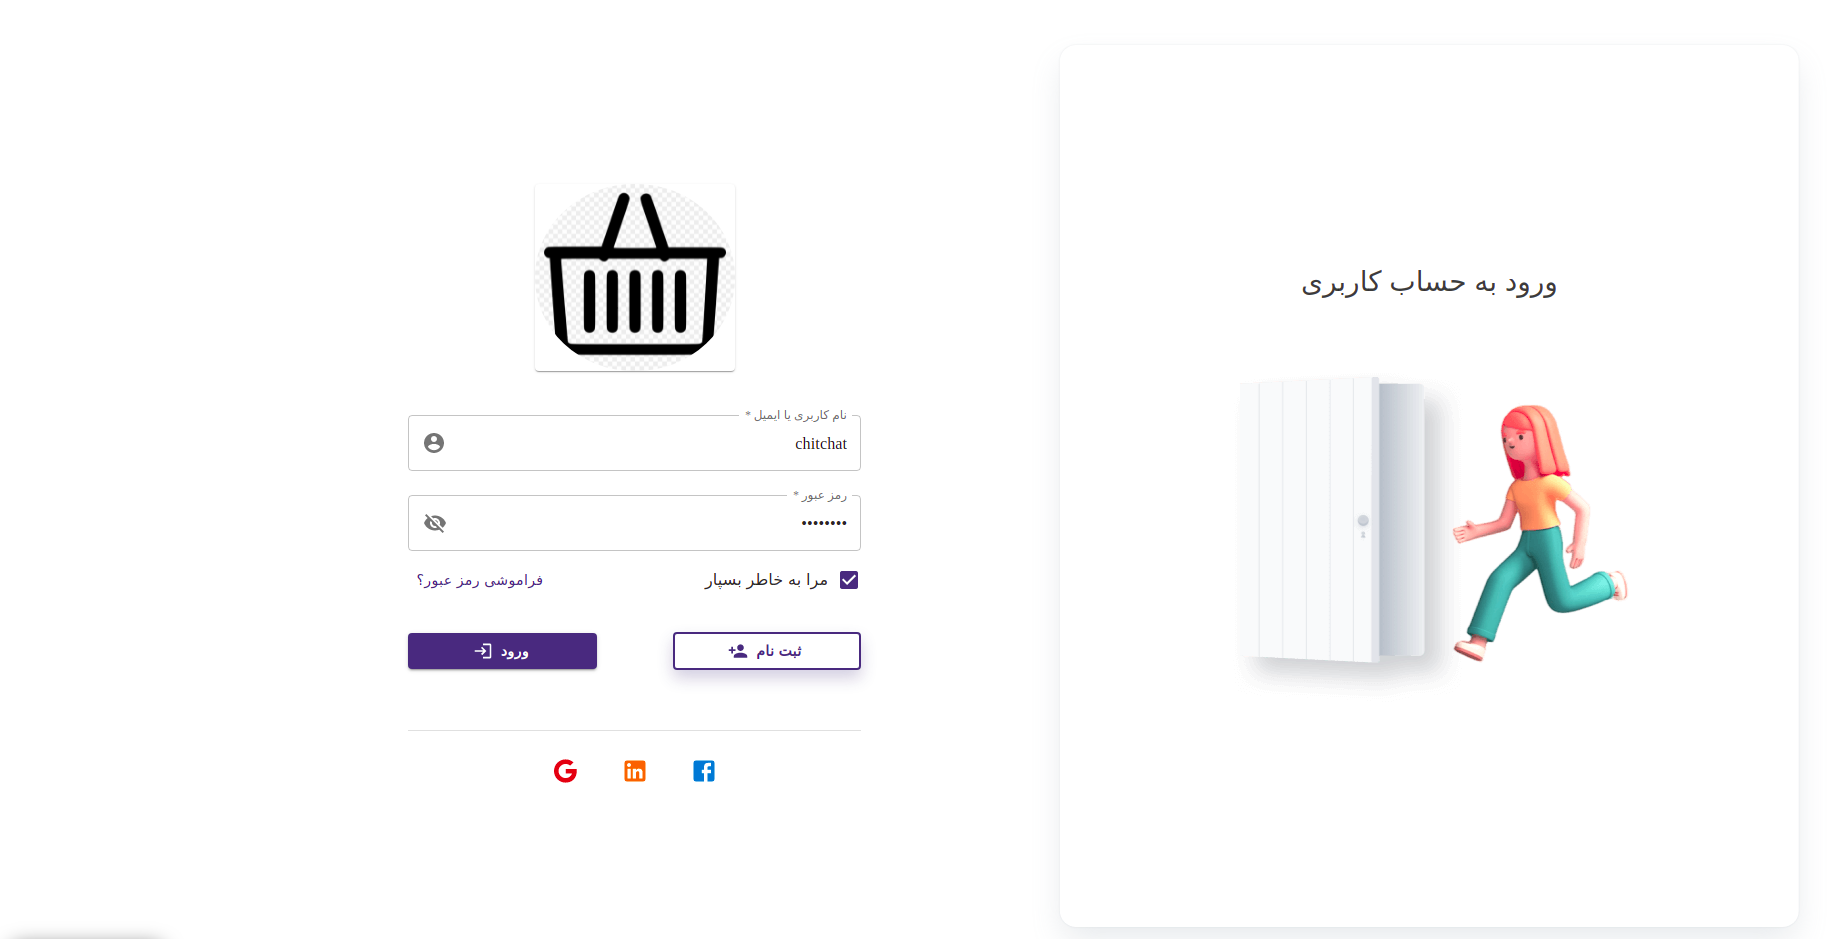 ورود به حساب کاربری
نام کاربری یا ایمیل *
chitchat
رمز عبور *
••••••••
مرا به خاطر بسپار
فراموشی رمز عبور؟
ثبت نام
ورود